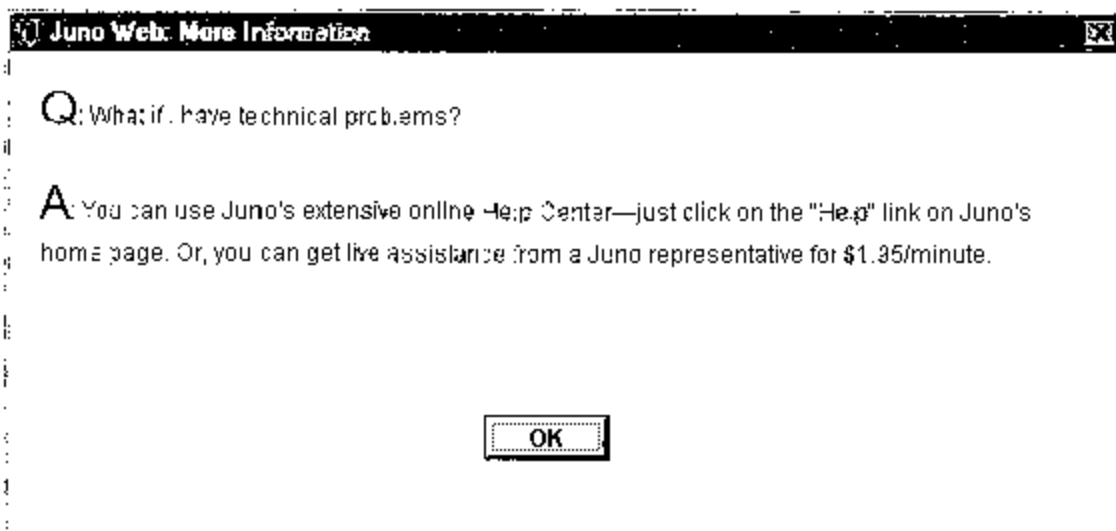 Juno Web: More Information
Q: What if I have technical problems?
A: You can use Juno's extensive online Help Center—just click on the "Help" link on Juno's
home page. Or, you can get live assistance from a Juno representative for $1.95/minute.
OK